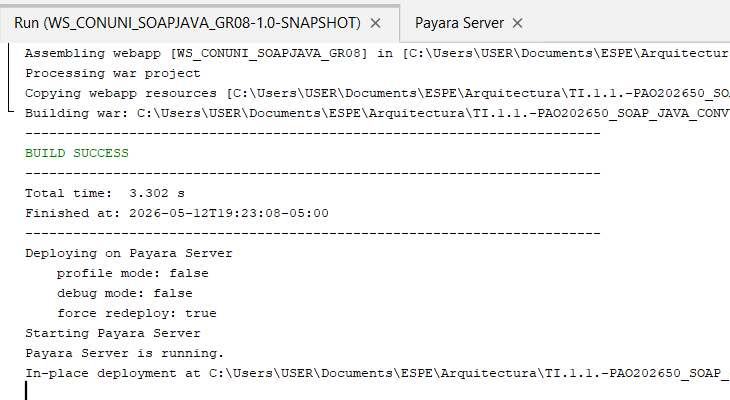 Run (WS_CONUNI_SOAPJAVA_GR08-1.0-SNAPSHOT) × Payara Server ×
Assembling webapp [WS_CONUNI_SOAPJAVA_GR08] in [C:\Users\USER\Documents\ESPE\Arquitectura
Processing war project
Copying webapp resources [C:\Users\USER\Documents\ESPE\Arquitectura\TI.1.1.-PAO202650_SOA
Building war: C:\Users\USER\Documents\ESPE\Arquitectura\TI.1.1.-PAO202650_SOAP_JAVA_CONV
------------------------------------------------------------------------
BUILD SUCCESS
------------------------------------------------------------------------
Total time:  3.302 s
Finished at: 2026-05-12T19:23:08-05:00
------------------------------------------------------------------------
Deploying on Payara Server
    profile mode: false
    debug mode: false
    force redeploy: true
Starting Payara Server
Payara Server is running.
In-place deployment at C:\Users\USER\Documents\ESPE\Arquitectura\TI.1.1.-PAO202650_SOAP_